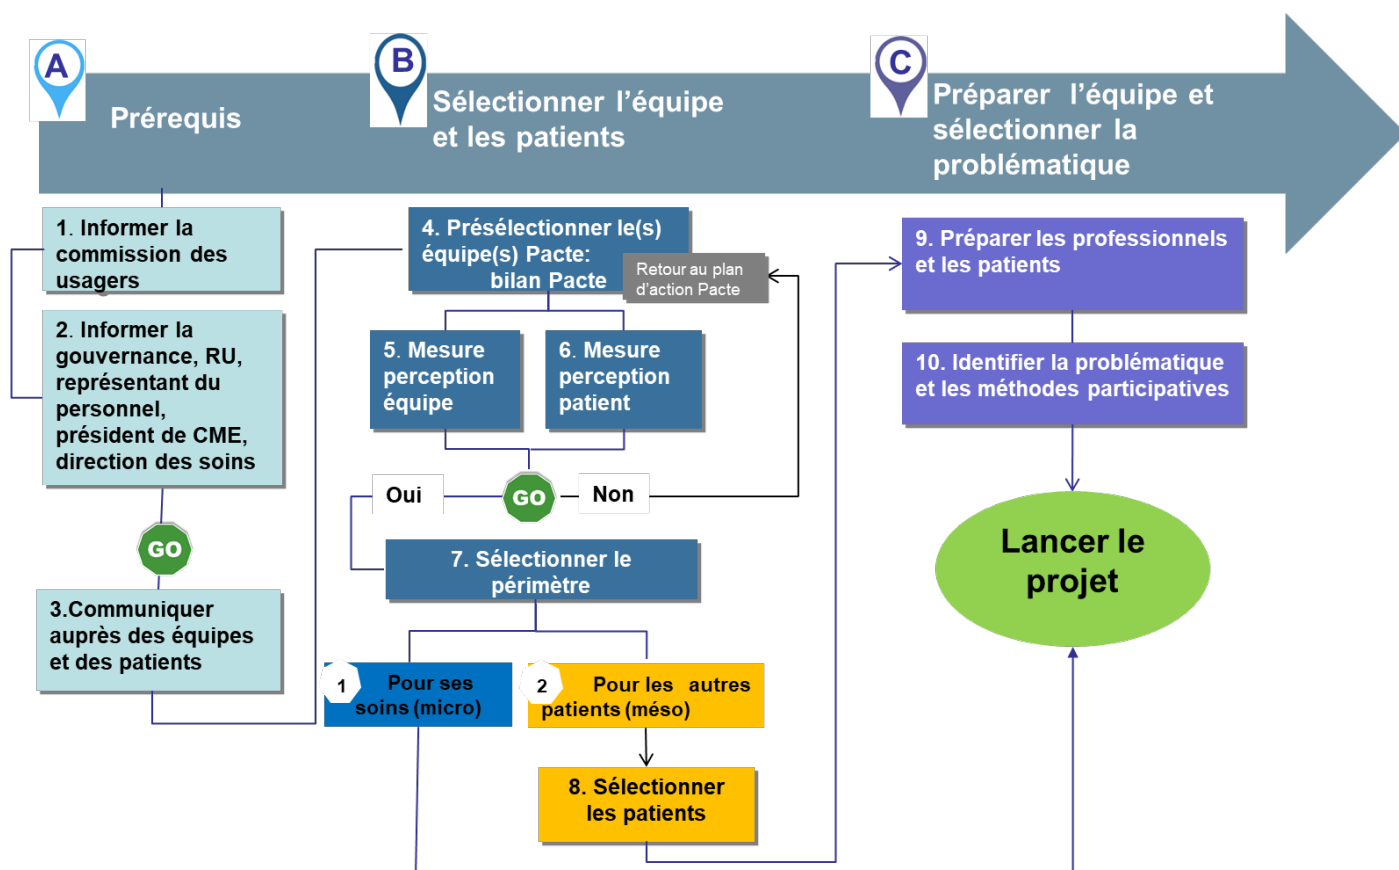 A
Prérequis
B
Sélectionner l’équipe
et les patients
C
Préparer l’équipe et
sélectionner la
problématique
1. Informer la
commission des
usagers
2. Informer la
gouvernance, RU,
représentant du
personnel,
président de CME,
direction des soins
GO
3.Communiquer
auprès des équipes
et des patients
4. Présélectionner le(s)
équipe(s) Pacte:
bilan Pacte
Retour au plan
d’action Pacte
5. Mesure
perception
équipe
6. Mesure
perception
patient
Oui
GO
Non
7. Sélectionner le
périmètre
1
Pour ses
soins (micro)
2
Pour les autres
patients (méso)
8. Sélectionner
les patients
9. Préparer les professionnels
et les patients
10. Identifier la problématique
et les méthodes participatives
Lancer le
projet